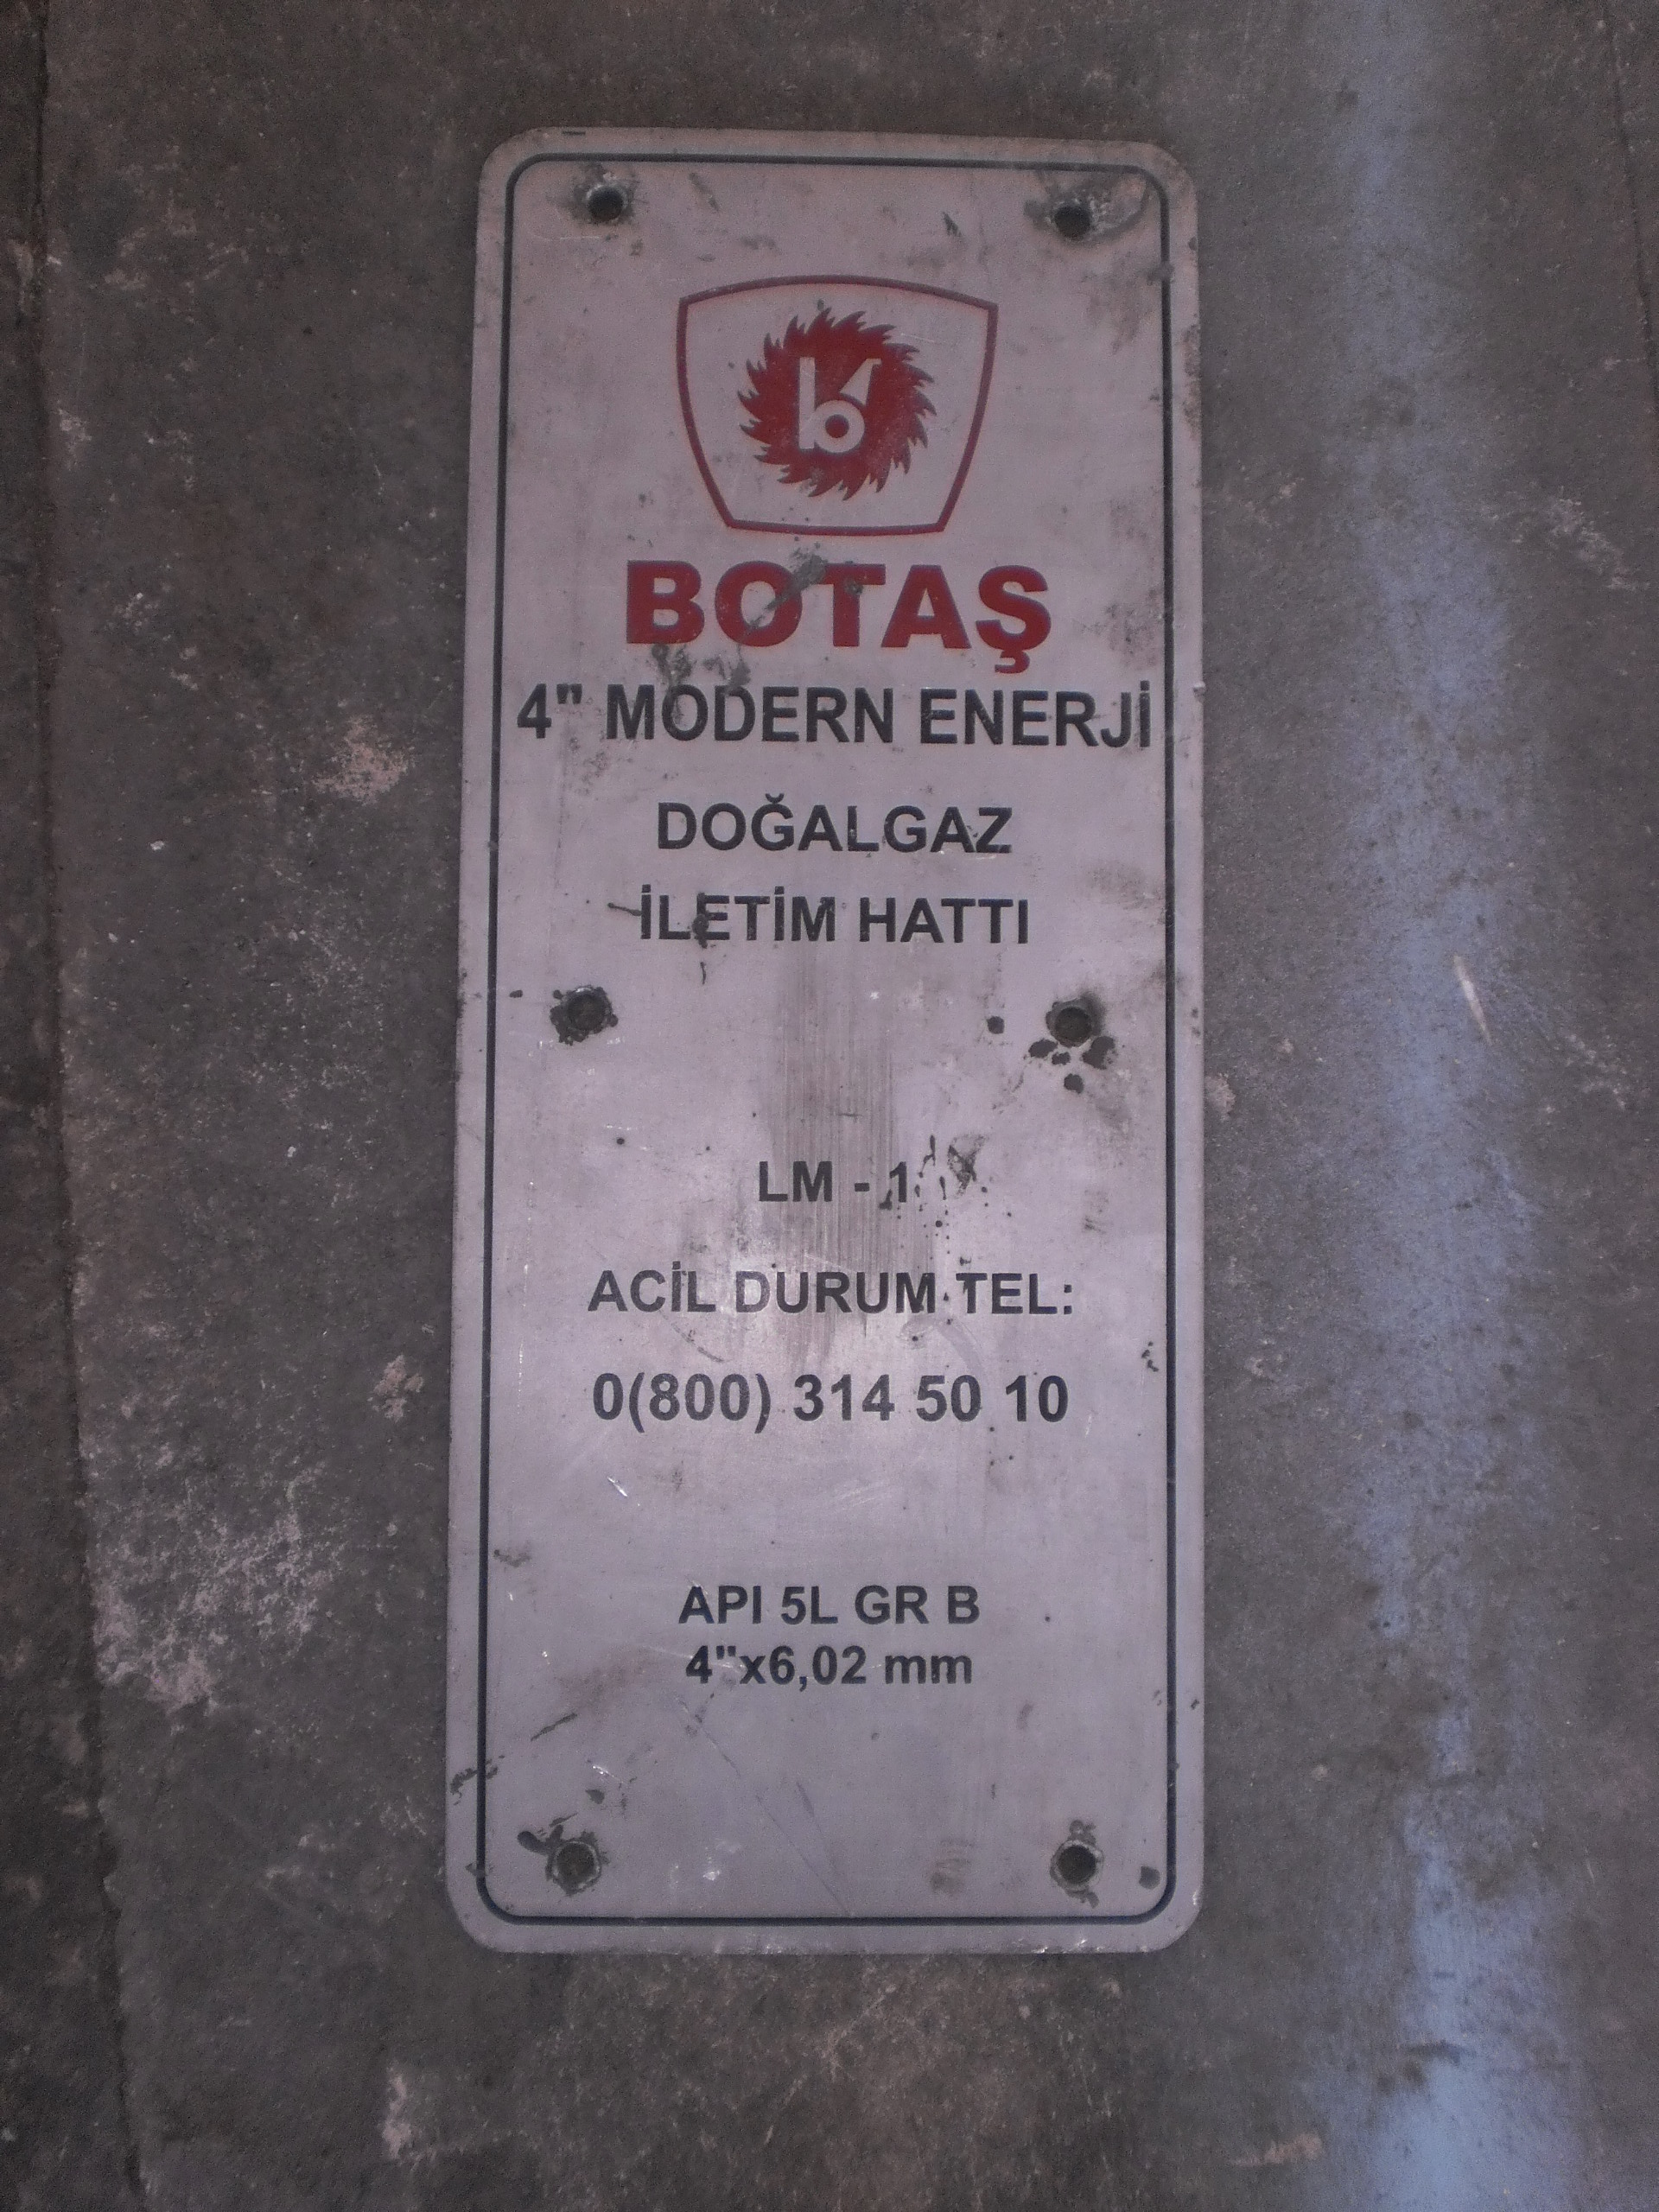 b
BOTAŞ
4" MODERN ENERJİ
DOĞALGAZ
İLETİM HATTI
LM - 1
ACİL DURUM TEL:
0(800) 314 50 10
API 5L GR B
4"x6,02 mm